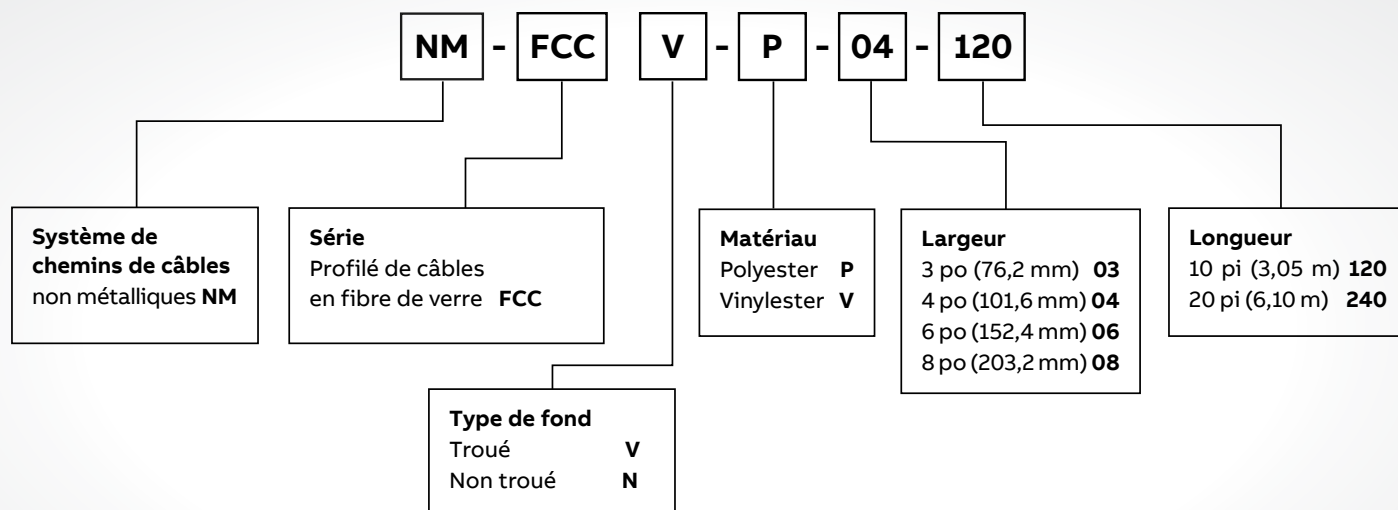 NM - FCC V - P - 04 - 120
Système de
chemins de câbles
non métalliques NM
Série
Profilé de câbles
en fibre de verre FCC
Matériau
Polyester P
Vinylester V
Largeur
3 po (76,2 mm) 03
4 po (101,6 mm) 04
6 po (152,4 mm) 06
8 po (203,2 mm) 08
Longueur
10 pi (3,05 m) 120
20 pi (6,10 m) 240
Type de fond
Troué V
Non troué N